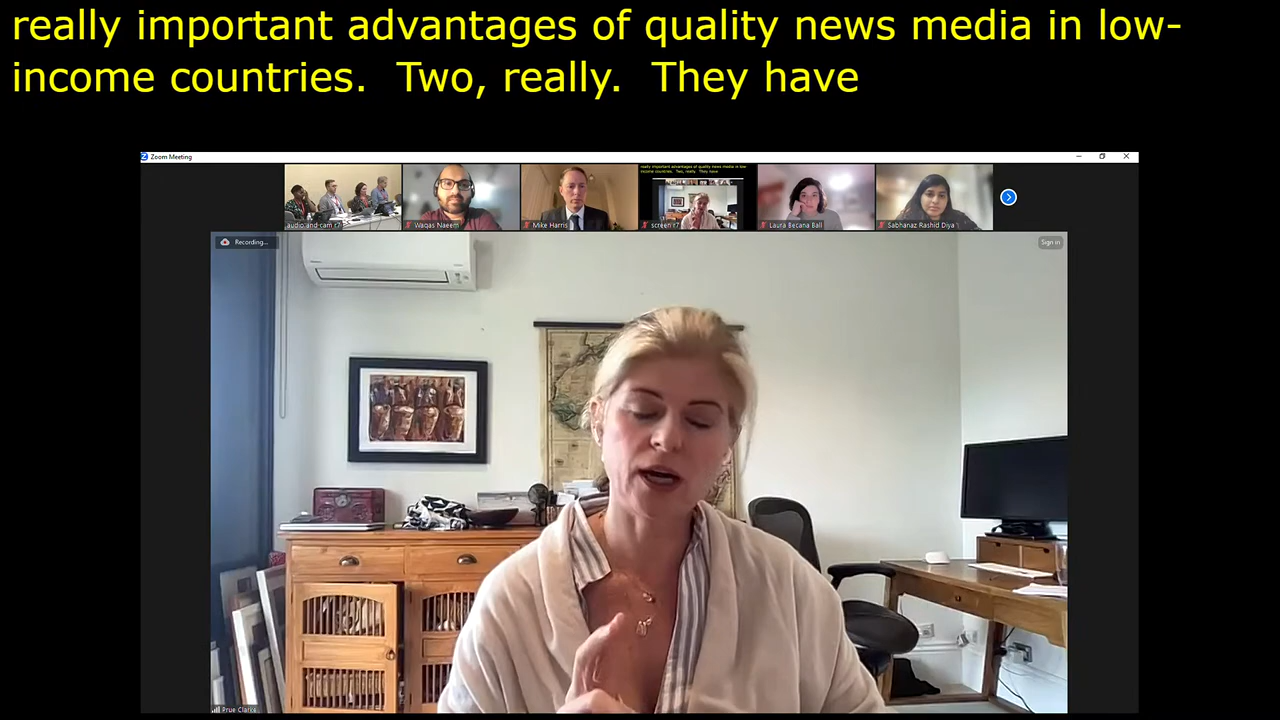 really important advantages of quality news media in low-
income countries.  Two, really.  They have
Zoom Meeting
audio and cam r7
Waqas Naeem
Mike Harris
screen r7
Laura Becana Ball
Sabhanaz Rashid Diya
Recording...
Sign in
Prue Clarke